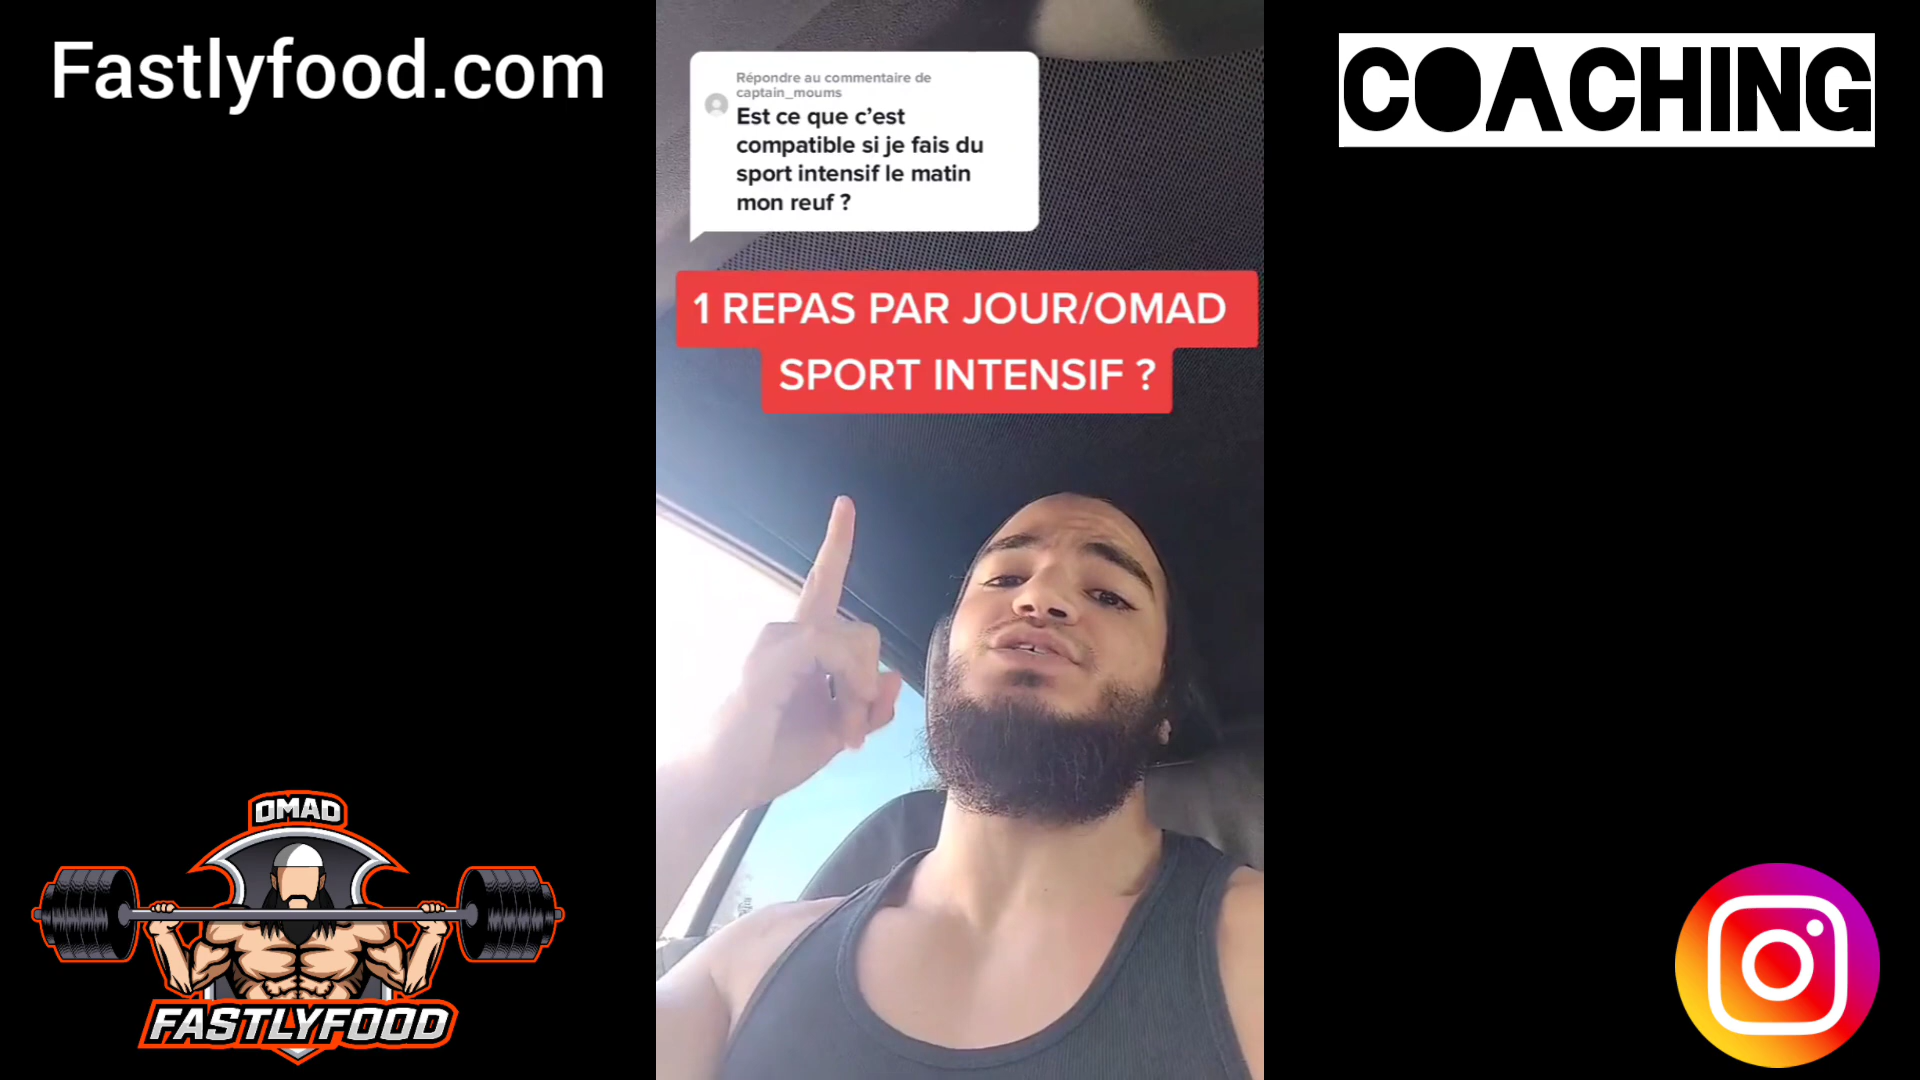 Fastlyfood.com
COACHING
Répondre au commentaire de
captain_moums
Est ce que c’est
compatible si je fais du
sport intensif le matin
mon reuf ?
1 REPAS PAR JOUR/OMAD
SPORT INTENSIF ?
OMAD
FASTLYFOOD